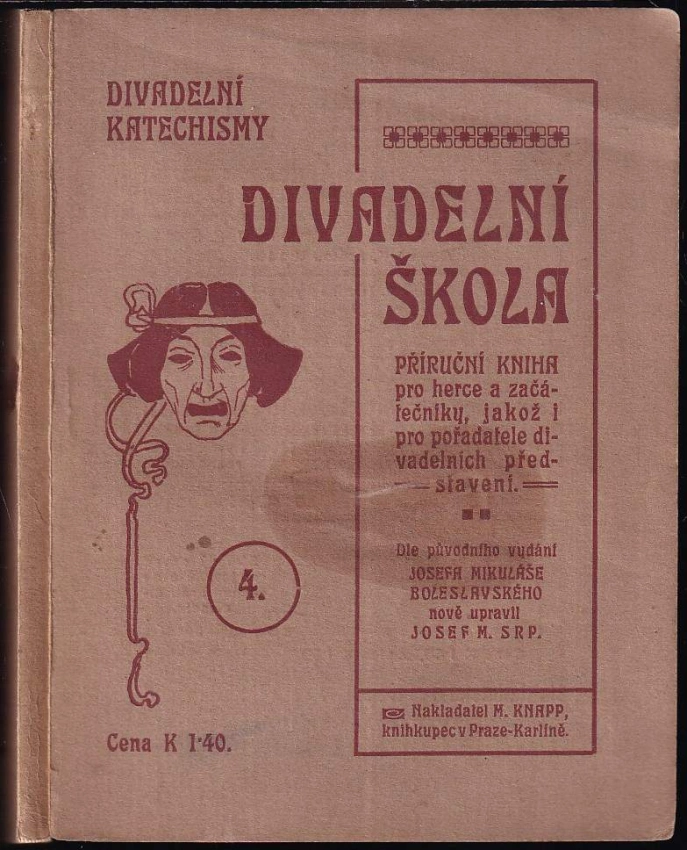 DIVADELNÍ
KATECHISMY
DIVADELNÍ
ŠKOLA
PŘÍRUČNÍ KNIHA
pro herce a začá-
tečníky, jakož i
pro pořadatele di-
vadelních před-
stavení.
Dle původního vydání
JOSEFA MIKULÁŠE
BOLESLAVSKÉHO
nově upravil
JOSEF M. SRP.
4.
Nakladatel M. KNAPP,
knihkupec v Praze-Karlíně.
Cena K 1·40.